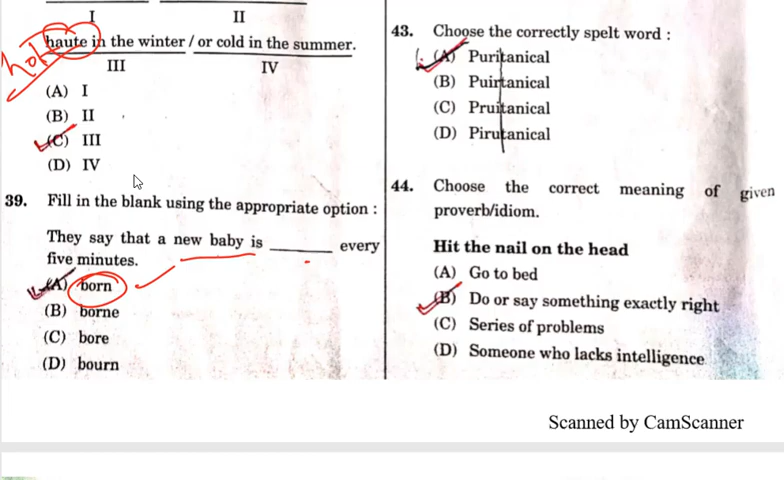 I II
haute in the winter / or cold in the summer.
hot
III IV
(A) I
(B) II
(C) III
(D) IV
39. Fill in the blank using the appropriate option :
They say that a new baby is ______ every
five minutes.
(A) born
(B) borne
(C) bore
(D) bourn
43. Choose the correctly spelt word :
(A) Puritanical
(B) Puirtanical
(C) Pruitanical
(D) Pirutanical
44. Choose the correct meaning of given
proverb/idiom.
Hit the nail on the head
(A) Go to bed
(B) Do or say something exactly right
(C) Series of problems
(D) Someone who lacks intelligence
Scanned by CamScanner